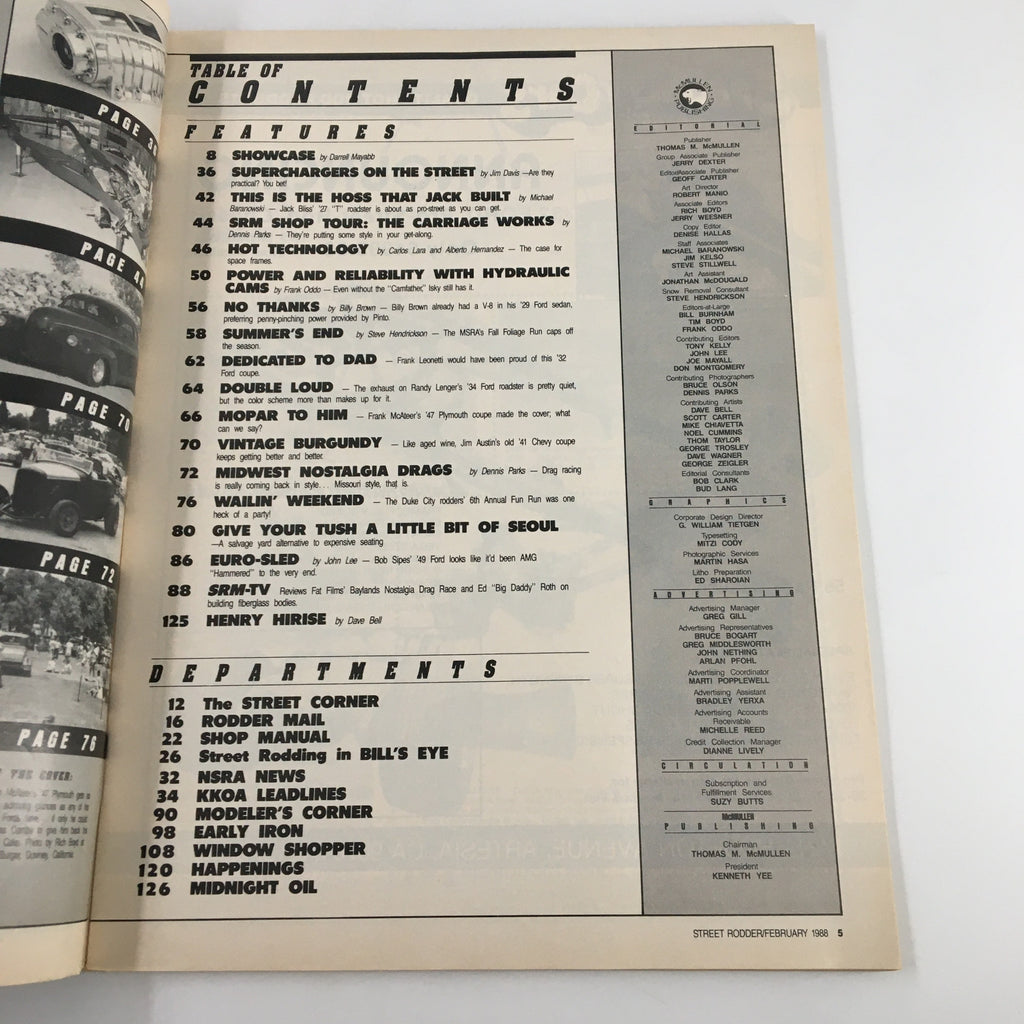 PAGE 3
PAGE 4
PAGE 70
PAGE 72
PAGE 76
THE COVER:
TABLE OF
CONTENTS
FEATURES
8 SHOWCASE by Darrell Mayabb
36 SUPERCHARGERS ON THE STREET by Jim Davis —Are they
practical? You bet!
42 THIS IS THE HOSS THAT JACK BUILT by Michael
Baranowski — Jack Bliss' '27 "T" roadster is about as pro-street as you can get.
44 SRM SHOP TOUR: THE CARRIAGE WORKS by
Dennis Parks — They're putting some style in your get-along.
46 HOT TECHNOLOGY by Carlos Lara and Alberto Hernandez — The case for
space frames.
50 POWER AND RELIABILITY WITH HYDRAULIC
CAMS by Frank Oddo — Even without the "Camfather," Isky still has it.
56 NO THANKS by Billy Brown — Billy Brown already had a V-8 in his '29 Ford sedan,
preferring penny-pinching power provided by Pinto.
58 SUMMER'S END by Steve Hendrickson — The MSRA's Fall Foliage Run caps off
the season.
62 DEDICATED TO DAD — Frank Leonetti would have been proud of this '32
Ford coupe.
64 DOUBLE LOUD — The exhaust on Randy Lenger's '34 Ford roadster is pretty quiet,
but the color scheme more than makes up for it.
66 MOPAR TO HIM — Frank McAteer's '47 Plymouth coupe made the cover; what
can we say?
70 VINTAGE BURGUNDY — Like aged wine, Jim Austin's old '41 Chevy coupe
keeps getting better and better.
72 MIDWEST NOSTALGIA DRAGS by Dennis Parks — Drag racing
is really coming back in style... Missouri style, that is.
76 WAILIN' WEEKEND — The Duke City rodders' 6th Annual Fun Run was one
heck of a party!
80 GIVE YOUR TUSH A LITTLE BIT OF SEOUL
—A salvage yard alternative to expensive seating
86 EURO-SLED by John Lee — Bob Sipes' '49 Ford looks like it'd been AMG
"Hammered" to the very end.
88 SRM-TV Reviews Fat Films' Baylands Nostalgia Drag Race and Ed "Big Daddy" Roth on
building fiberglass bodies.
125 HENRY HIRISE by Dave Bell
DEPARTMENTS
12 The STREET CORNER
16 RODDER MAIL
22 SHOP MANUAL
26 Street Rodding in BILL'S EYE
32 NSRA NEWS
34 KKOA LEADLINES
90 MODELER'S CORNER
98 EARLY IRON
108 WINDOW SHOPPER
120 HAPPENINGS
126 MIDNIGHT OIL
McMULLEN
PUBLISHING
EDITORIAL
Publisher
THOMAS M. McMULLEN
Group Associate Publisher
JERRY DEXTER
Editor/Associate Publisher
GEOFF CARTER
Art Director
ROBERT MANIO
Associate Editors
RICH BOYD
JERRY WEESNER
Copy Editor
DENISE HALLAS
Staff Associates
MICHAEL BARANOWSKI
JIM KELSO
STEVE STILLWELL
Art Assistant
JONATHAN McDOUGALD
Snow Removal Consultant
STEVE HENDRICKSON
Editors-at-Large
BILL BURNHAM
TIM BOYD
FRANK ODDO
Contributing Editors
TONY KELLY
JOHN LEE
JOE MAYALL
DON MONTGOMERY
Contributing Photographers
BRUCE OLSON
DENNIS PARKS
Contributing Artists
DAVE BELL
SCOTT CARTER
MIKE CHIAVETTA
NOEL CUMMINS
THOM TAYLOR
GEORGE TROSLEY
DAVE WAGNER
GEORGE ZEIGLER
Editorial Consultants
BOB CLARK
BUD LANG
GRAPHICS
Corporate Design Director
G. WILLIAM TIETGEN
Typesetting
MITZI CODY
Photographic Services
MARTIN HASA
Litho Preparation
ED SHAROIAN
ADVERTISING
Advertising Manager
GREG GILL
Advertising Representatives
BRUCE BOGART
GREG MIDDLESWORTH
JOHN NETHING
ARLAN PFOHL
Advertising Coordinator
MARTI POPPLEWELL
Advertising Assistant
BRADLEY YERXA
Advertising Accounts
Receivable
MICHELLE REED
Credit Collection Manager
DIANNE LIVELY
CIRCULATION
Subscription and
Fulfillment Services
SUZY BUTTS
McMULLEN
PUBLISHING
Chairman
THOMAS M. McMULLEN
President
KENNETH YEE
STREET RODDER/FEBRUARY 1988 5